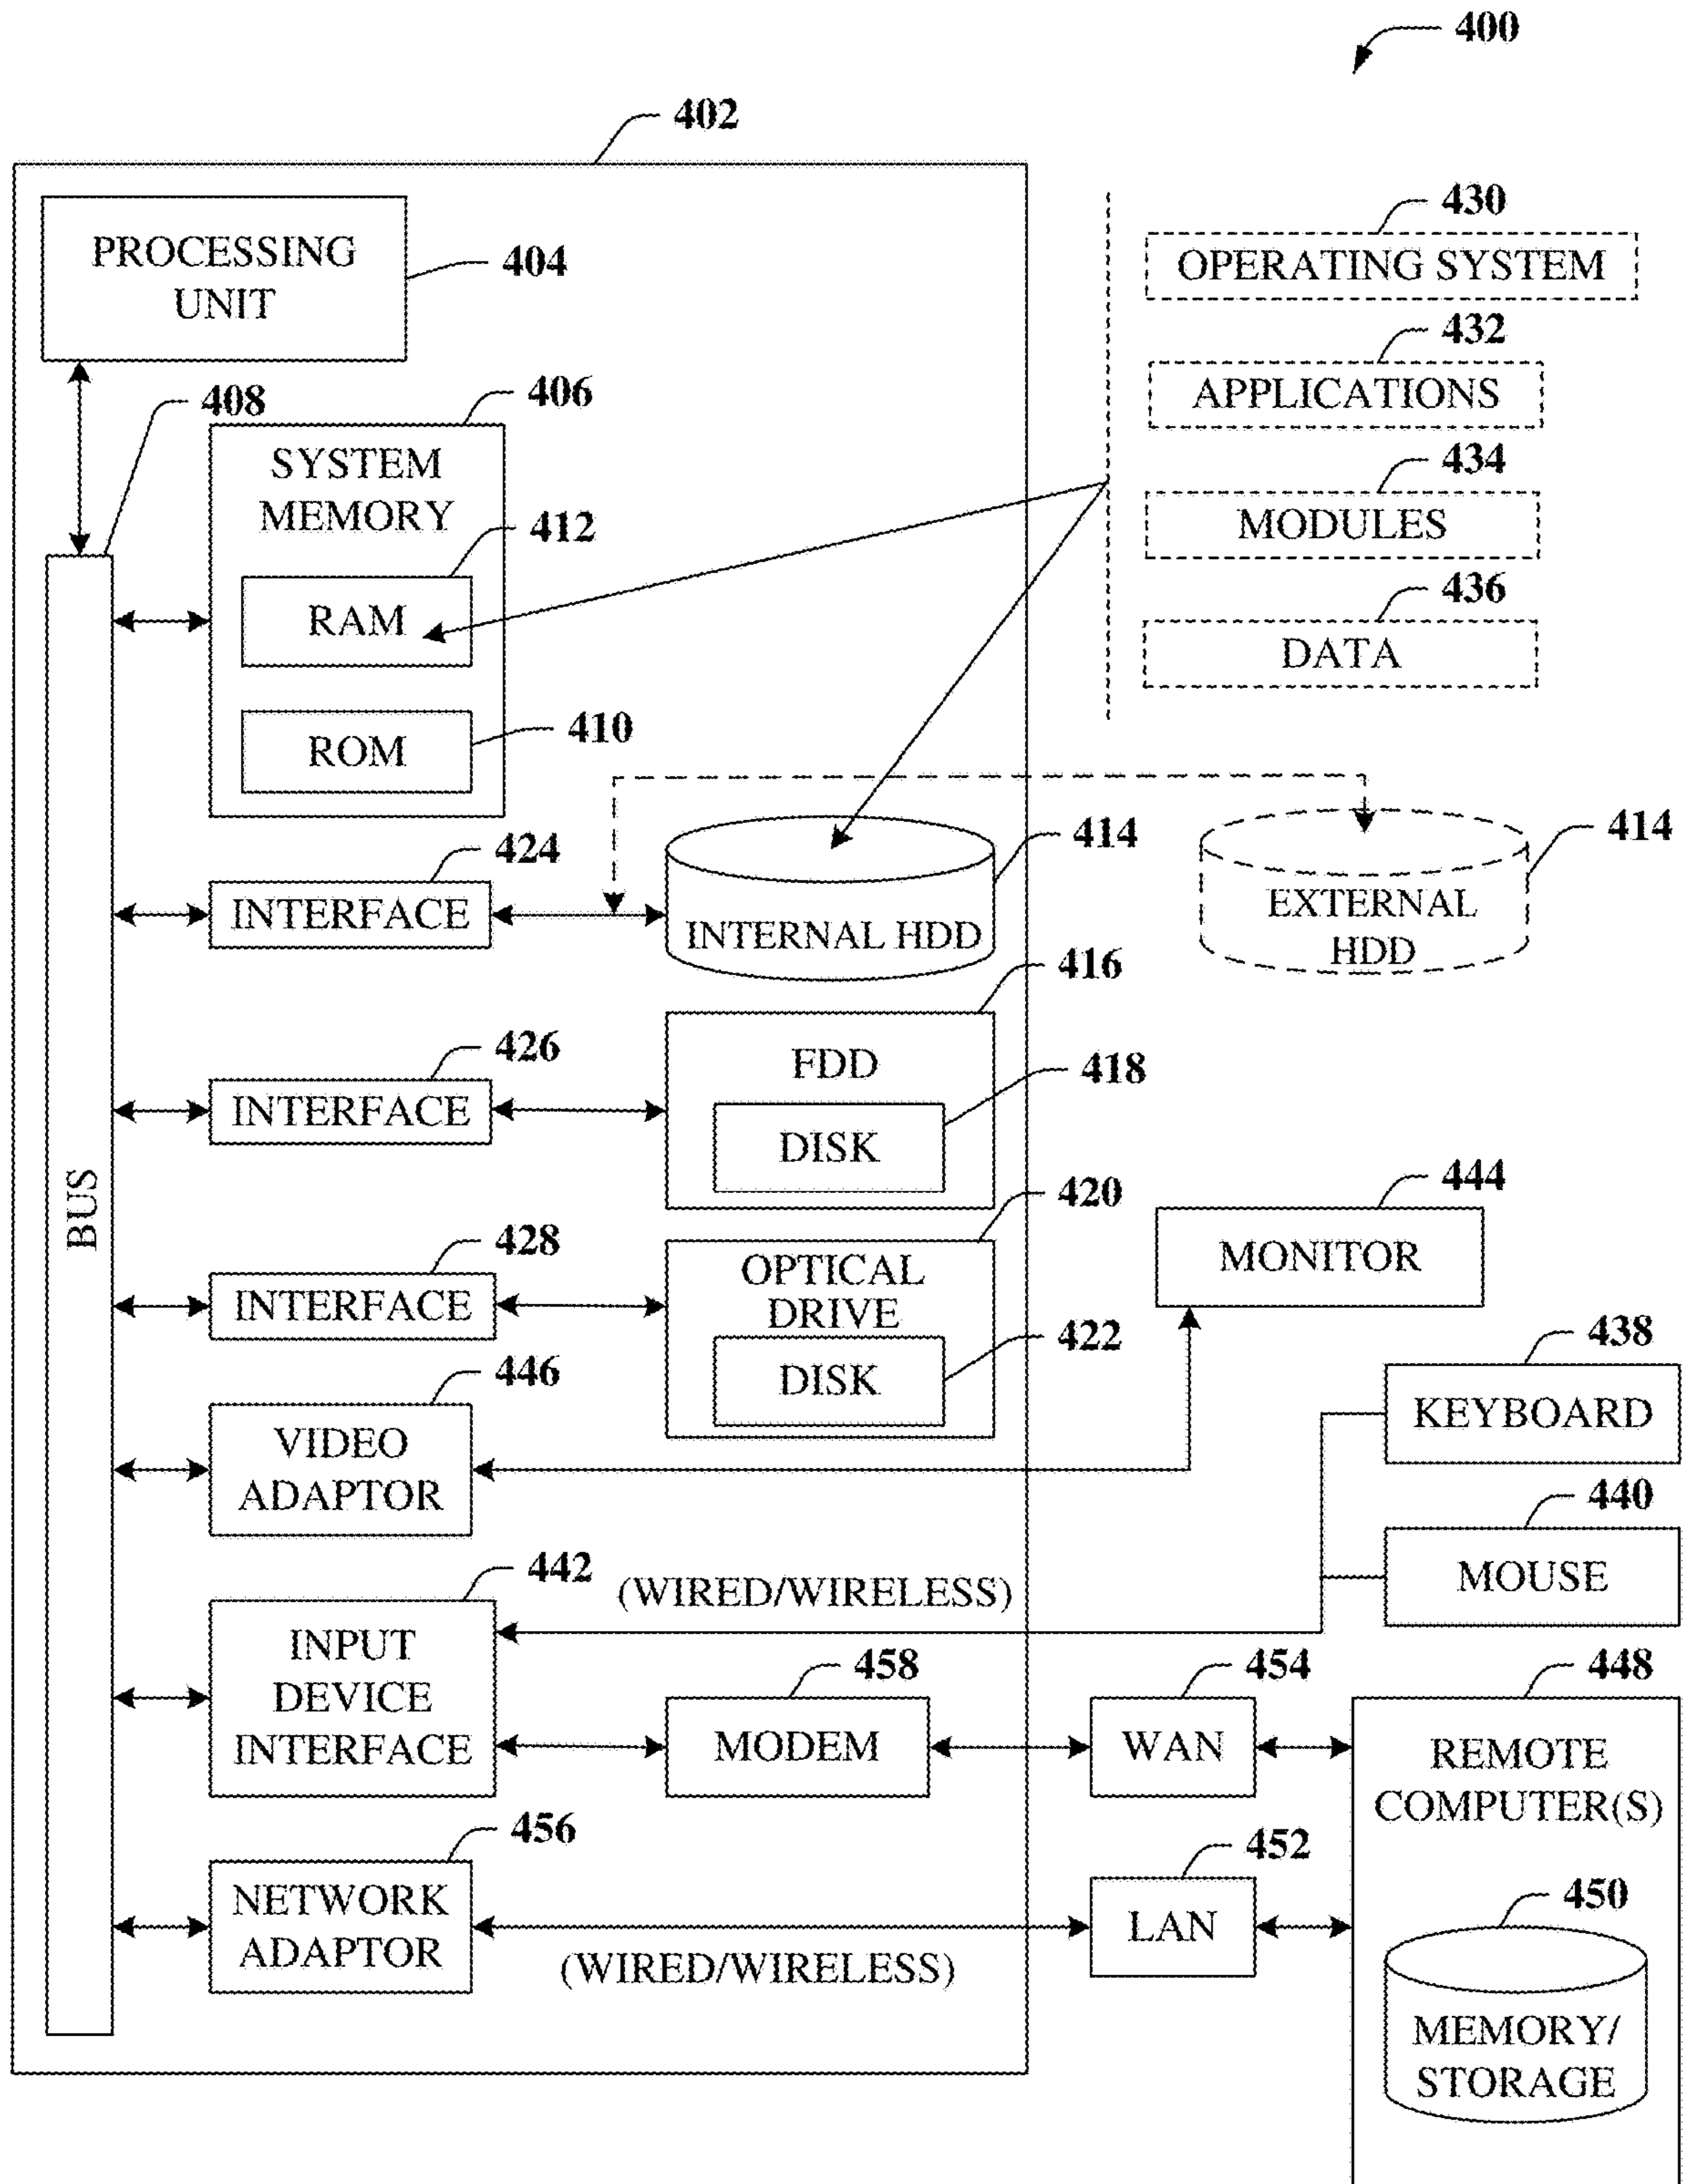 400
402
PROCESSING
UNIT
404
408
406
SYSTEM
MEMORY
412
RAM
410
ROM
430
OPERATING SYSTEM
432
APPLICATIONS
434
MODULES
436
DATA
424
INTERFACE
414
INTERNAL HDD
414
EXTERNAL
HDD
416
426
INTERFACE
FDD
418
DISK
BUS
420
428
INTERFACE
OPTICAL
DRIVE
422
DISK
444
MONITOR
438
KEYBOARD
446
VIDEO
ADAPTOR
440
MOUSE
442
(WIRED/WIRELESS)
INPUT
DEVICE
INTERFACE
458
MODEM
454
WAN
448
REMOTE
COMPUTER(S)
456
NETWORK
ADAPTOR
(WIRED/WIRELESS)
452
LAN
450
MEMORY/
STORAGE